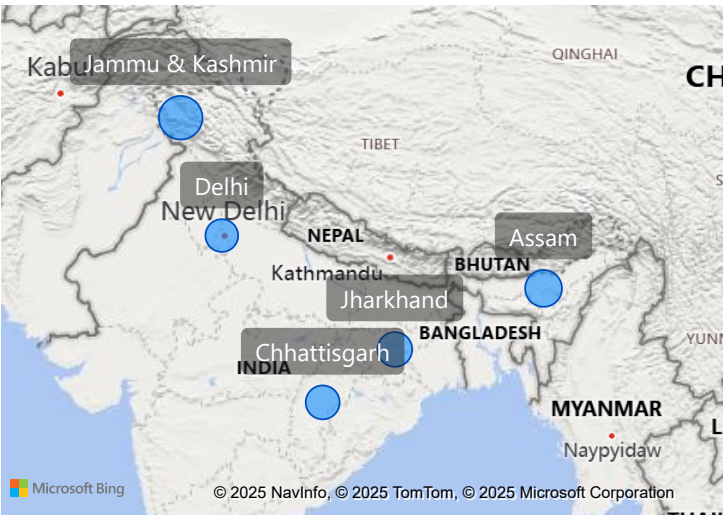 QINGHAI
Jammu & Kashmir
Kabu
CH
TIBET
S
Delhi
New Delhi
NEPAL
Assam
BHUTAN
Kathmandu
Jharkhand
BANGLADESH
YUNN
Chhattisgarh
INDIA
MYANMAR
L
Naypyidaw
Microsoft Bing
© 2025 NavInfo, © 2025 TomTom, © 2025 Microsoft Corporation